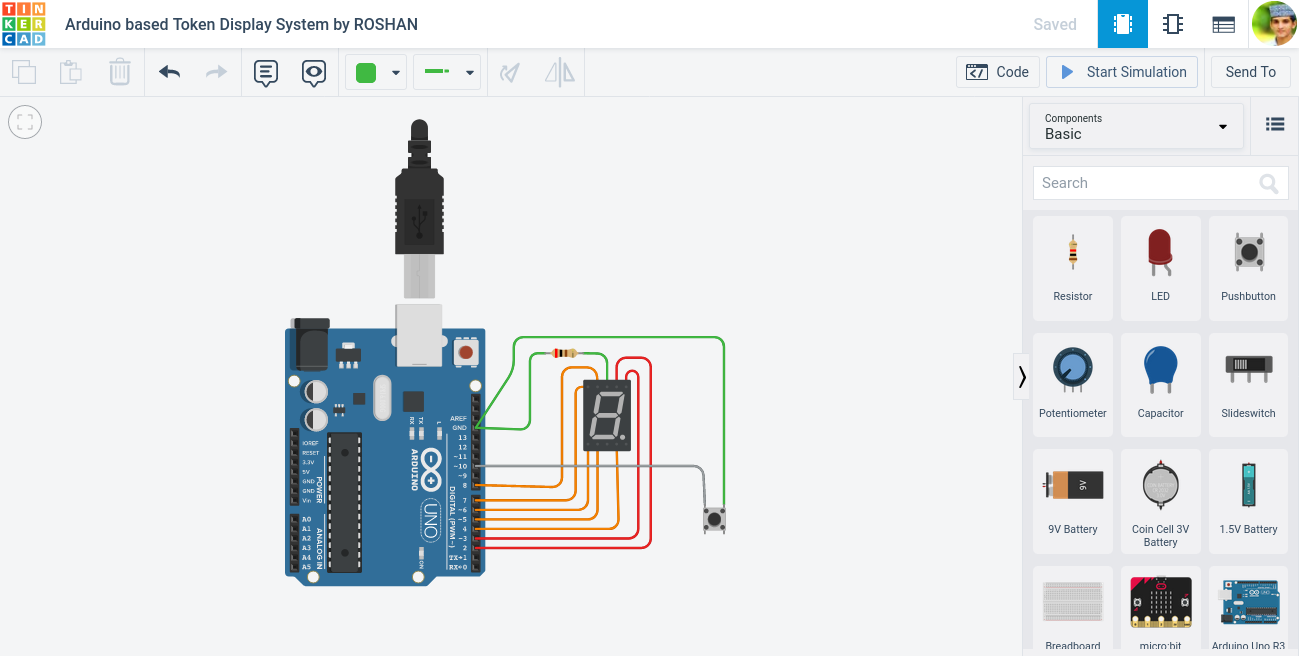 TIN
KER
CAD
Arduino based Token Display System by ROSHAN
Saved
Code
Start Simulation
Send To
Components
Basic
Search
Resistor
LED
Pushbutton
Potentiometer
Capacitor
Slideswitch
9V
9V Battery
Coin Cell 3V
Battery
1.5V Battery
Breadboard
micro:bit
Arduino Uno R3
AREF
GND
13
12
~11
~10
~9
8
7
~6
~5
4
~3
2
TX→1
RX←0
DIGITAL (PWM~)
RX
TX
L
ARDUINO
UNO
ON
IOREF
RESET
3.3V
5V
GND
GND
Vin
POWER
A0
A1
A2
A3
A4
A5
ANALOG IN